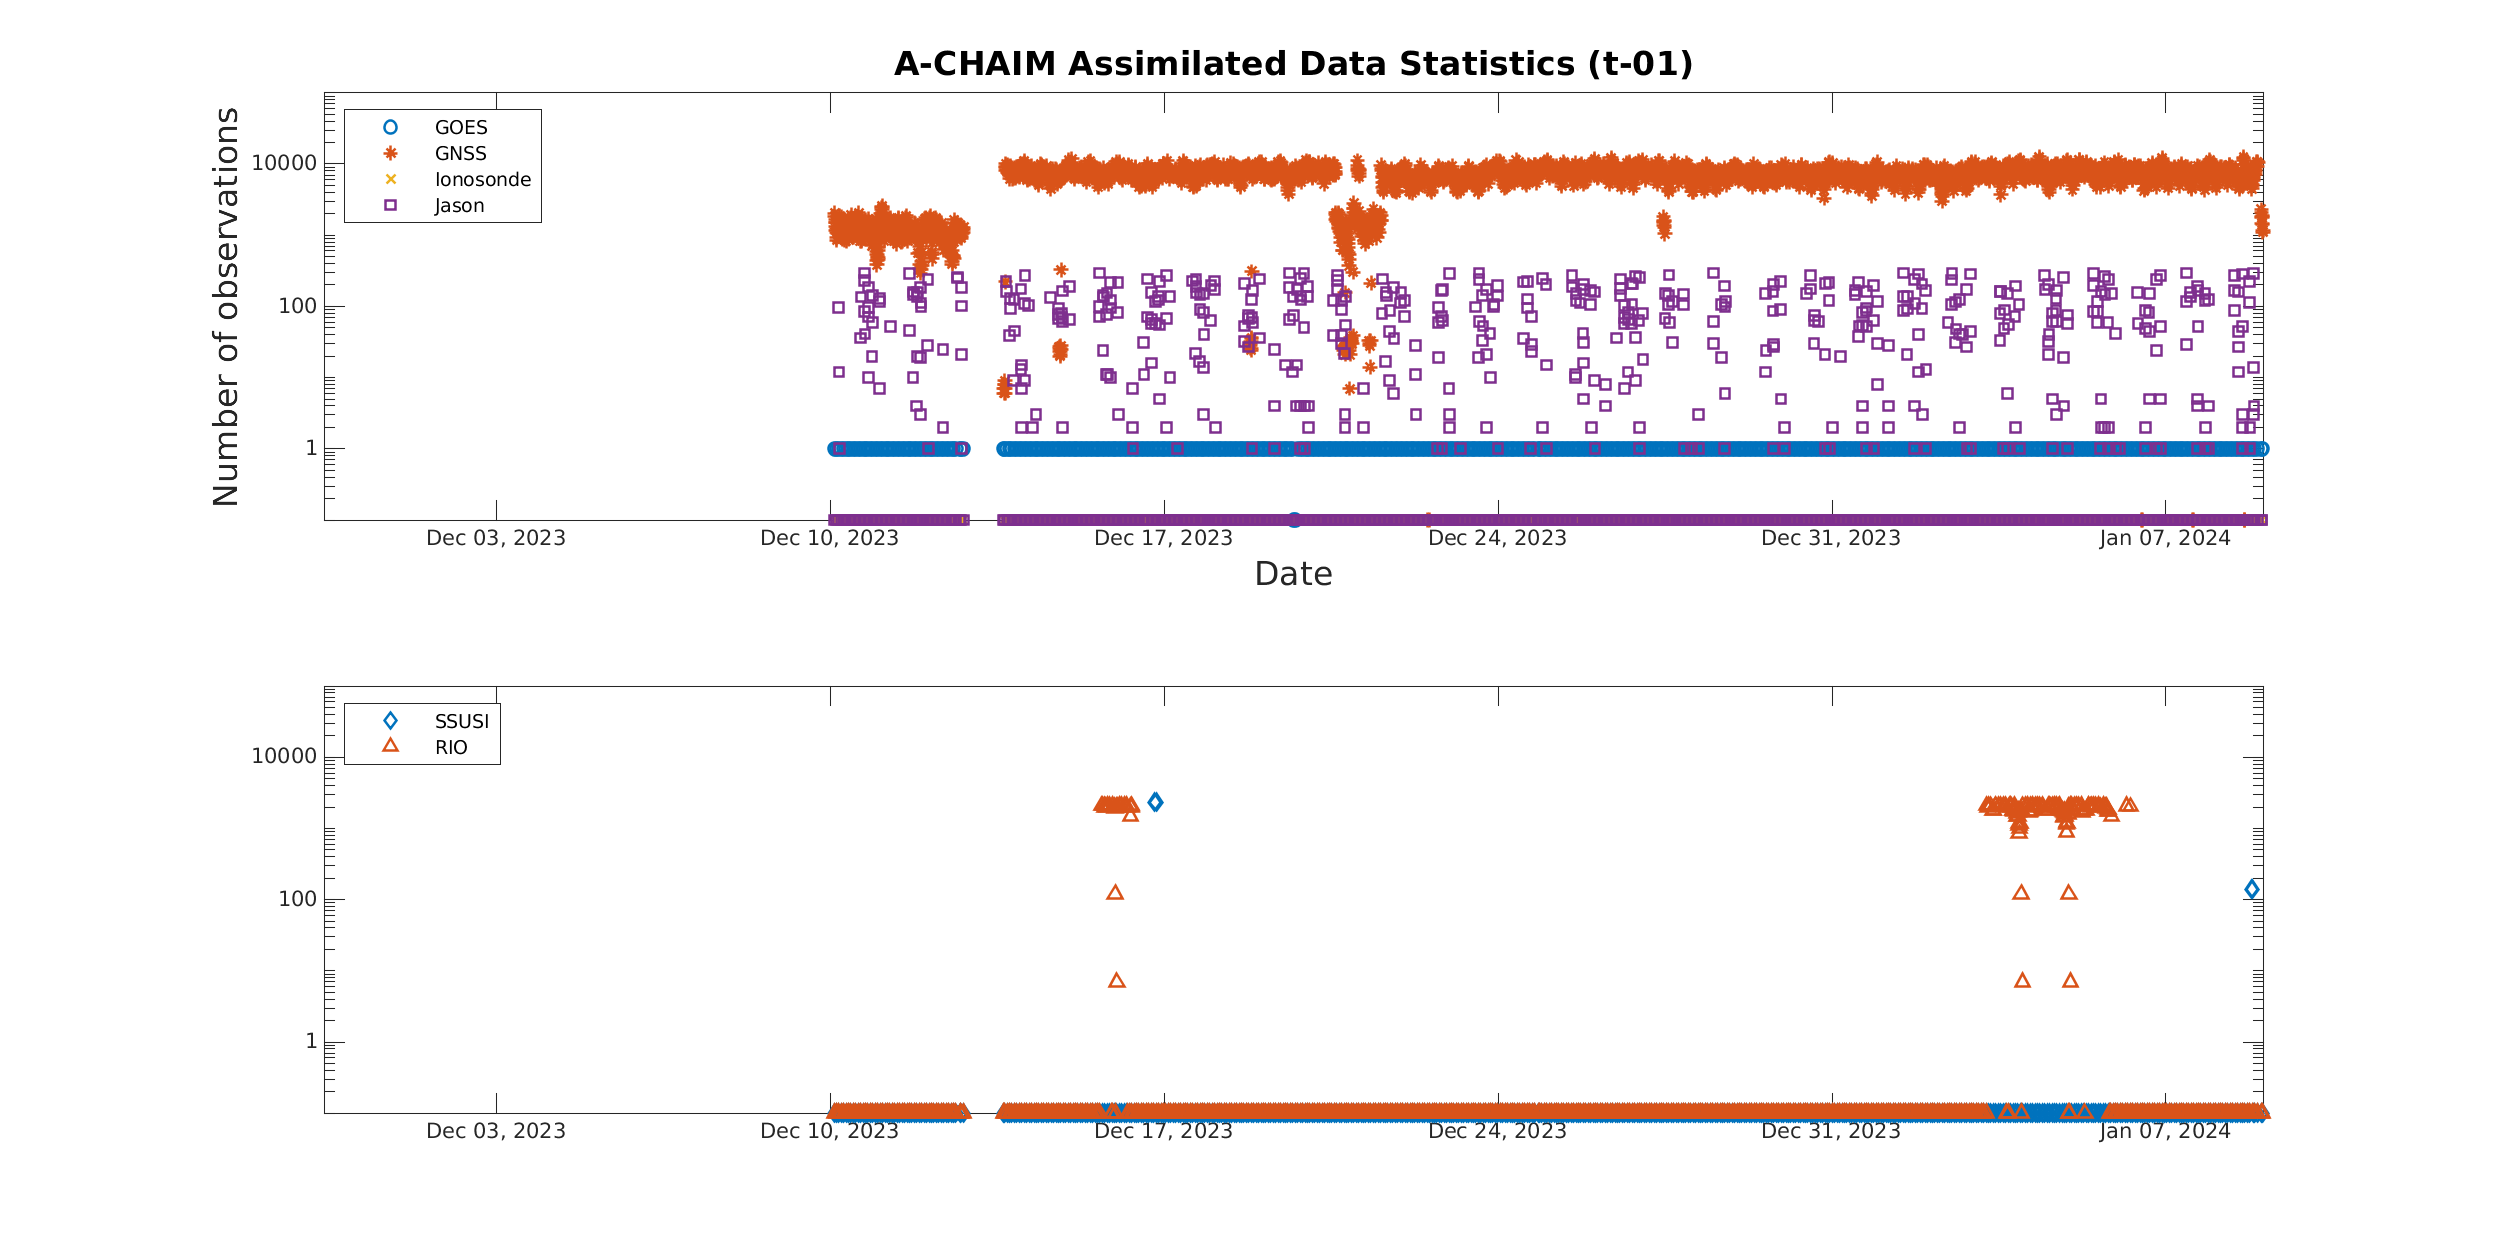 A-CHAIM Assimilated Data Statistics (t-01)
Number of observations
10000
100
1
GOES
GNSS
Ionosonde
Jason
Dec 03, 2023
Dec 10, 2023
Dec 17, 2023
Dec 24, 2023
Dec 31, 2023
Jan 07, 2024
Date
10000
100
1
SSUSI
RIO
Dec 03, 2023
Dec 10, 2023
Dec 17, 2023
Dec 24, 2023
Dec 31, 2023
Jan 07, 2024